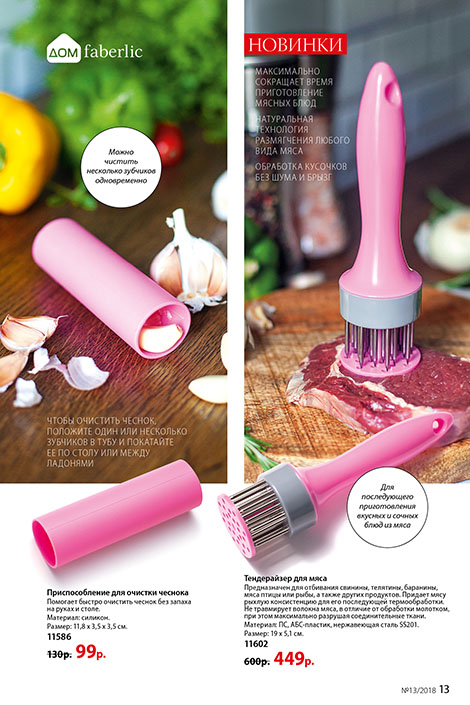 ДОМ faberlic
Можно
чистить
несколько зубчиков
одновременно
ЧТОБЫ ОЧИСТИТЬ ЧЕСНОК,
ПОЛОЖИТЕ ОДИН ИЛИ НЕСКОЛЬКО
ЗУБЧИКОВ В ТУБУ И ПОКАТАЙТЕ
ЕЕ ПО СТОЛУ ИЛИ МЕЖДУ
ЛАДОНЯМИ
Приспособление для очистки чеснока
Помогает быстро очистить чеснок без запаха
на руках и столе.
Материал: силикон.
Размер: 11,8 х 3,5 х 3,5 см.
11586
130р. 99р.
НОВИНКИ
МАКСИМАЛЬНО
СОКРАЩАЕТ ВРЕМЯ
ПРИГОТОВЛЕНИЕ
МЯСНЫХ БЛЮД
НАТУРАЛЬНАЯ
ТЕХНОЛОГИЯ
РАЗМЯГЧЕНИЯ ЛЮБОГО
ВИДА МЯСА
ОБРАБОТКА КУСОЧКОВ
БЕЗ ШУМА И БРЫЗГ
Для
последующего
приготовления
вкусных и сочных
блюд из мяса
Тендерайзер для мяса
Предназначен для отбивания свинины, телятины, баранины,
мяса птицы или рыбы, а также других продуктов. Придает мясу
рыхлую консистенцию для его последующей термообработки.
Не травмирует волокна мяса, в отличие от обработки молотком,
при этом максимально разрушая соединительные ткани.
Материал: ПС, АБС-пластик, нержавеющая сталь SS201.
Размер: 19 х 5,1 см.
11602
600р. 449р.
№13/2018 13